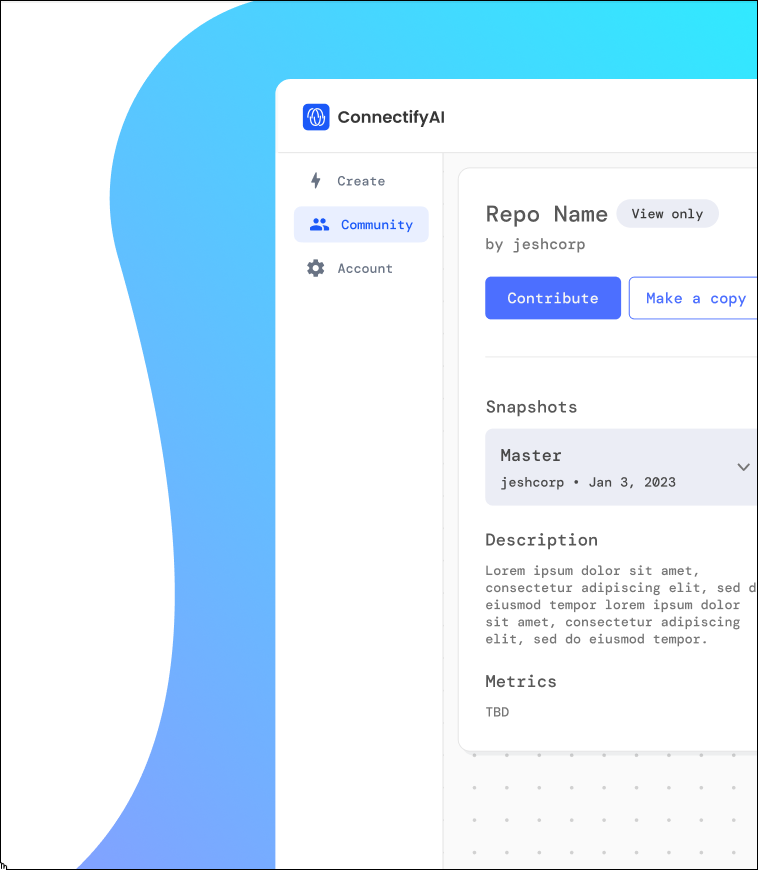 ConnectifyAI
Create
Community
Account
Repo Name
View only
by jeshcorp
Contribute
Make a copy
Snapshots
Master
jeshcorp • Jan 3, 2023
Description
Lorem ipsum dolor sit amet,
consectetur adipiscing elit, sed d
eiusmod tempor lorem ipsum dolor
sit amet, consectetur adipiscing
elit, sed do eiusmod tempor.
Metrics
TBD